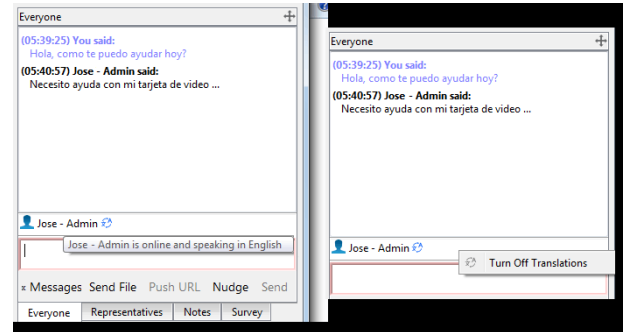 Everyone
(05:39:25) You said:
Hola, como te puedo ayudar hoy?
(05:40:57) Jose - Admin said:
Necesito ayuda con mi tarjeta de video ...
Jose - Admin
Jose - Admin is online and speaking in English
x Messages Send File Push URL Nudge Send
Everyone Representatives Notes Survey
Everyone
(05:39:25) You said:
Hola, como te puedo ayudar hoy?
(05:40:57) Jose - Admin said:
Necesito ayuda con mi tarjeta de video ...
Jose - Admin
Turn Off Translations